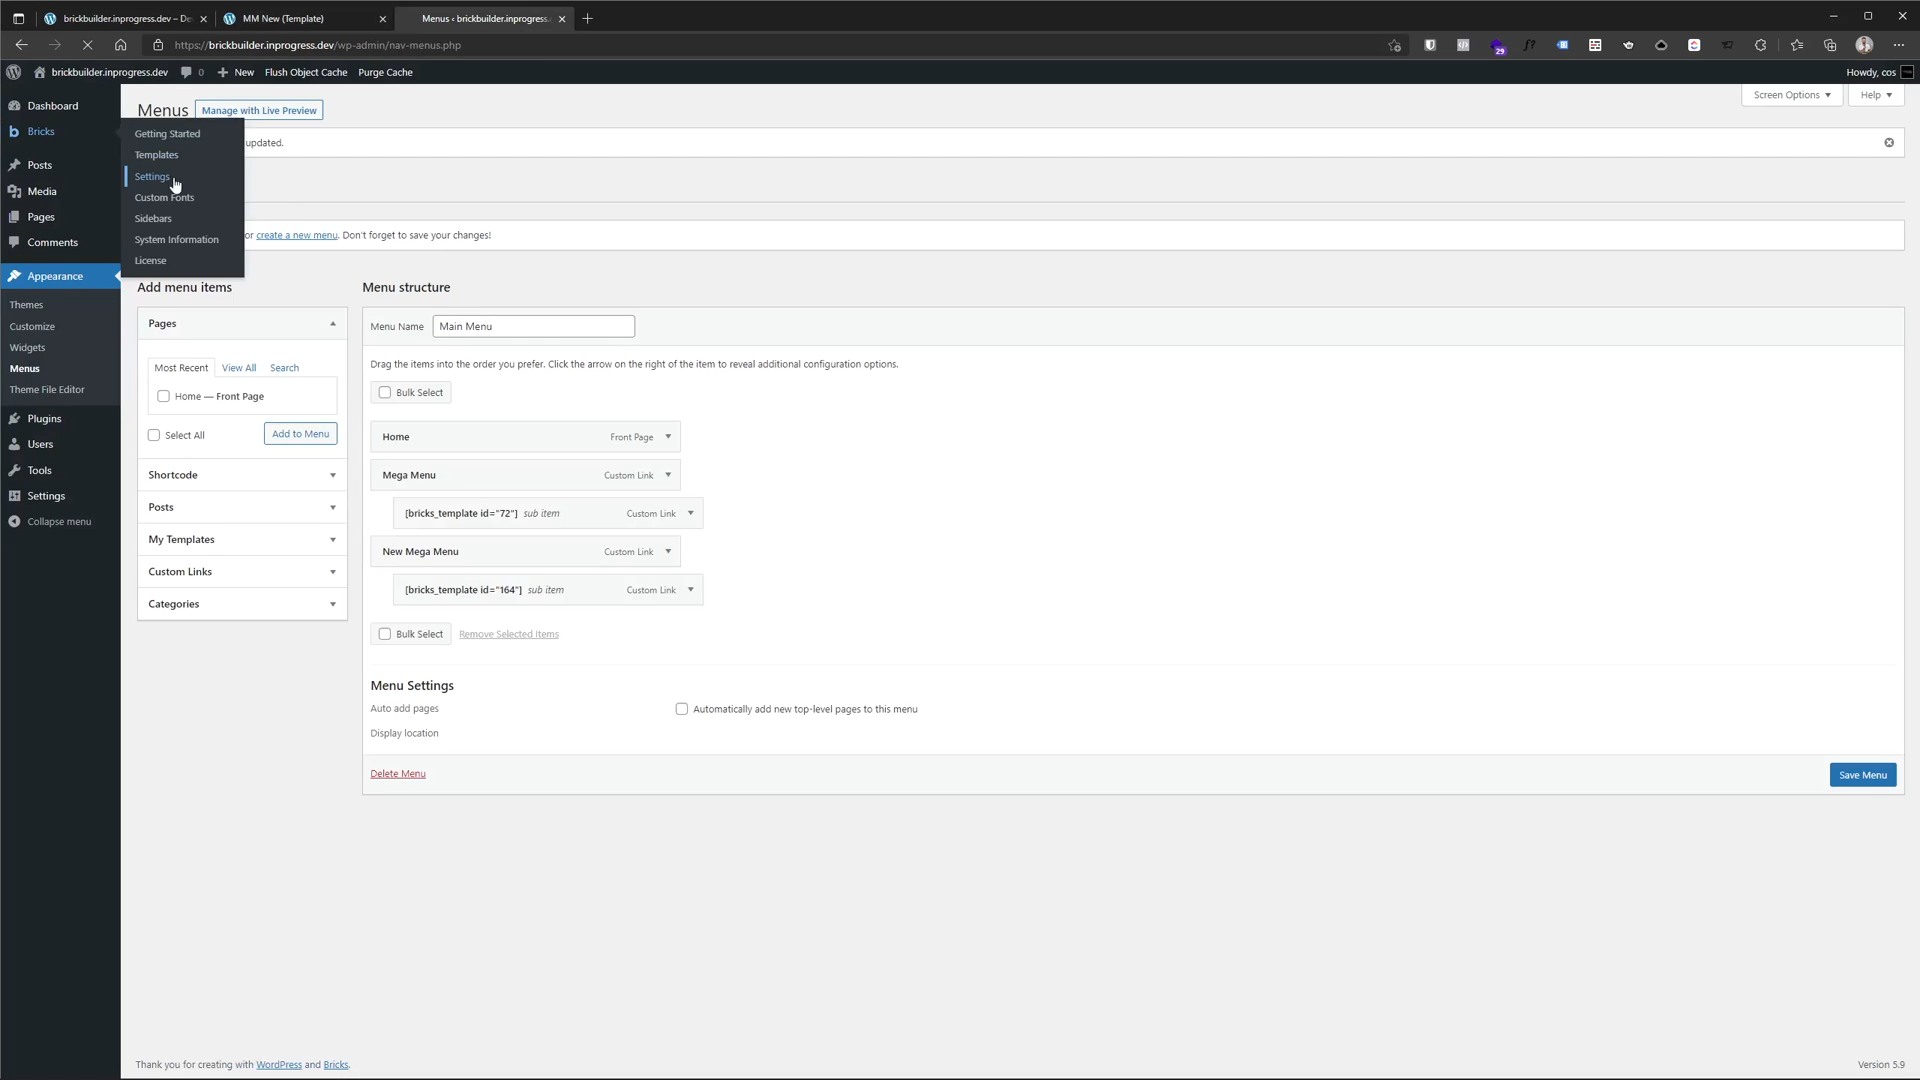 brickbuilder.inprogress.dev – De
MM New (Template)
Menus ‹ brickbuilder.inprogress.
https://brickbuilder.inprogress.dev/wp-admin/nav-menus.php
29
f?
brickbuilder.inprogress.dev
0
New
Flush Object Cache
Purge Cache
Howdy, cos
Dashboard
Bricks
Posts
Media
Pages
Comments
Appearance
Themes
Customize
Widgets
Menus
Theme File Editor
Plugins
Users
Tools
Settings
Collapse menu
Getting Started
Templates
Settings
Custom Fonts
Sidebars
System Information
License
Menus
Manage with Live Preview
Screen Options
Help
updated.
or create a new menu. Don't forget to save your changes!
Add menu items
Pages
Most Recent
View All
Search
Home — Front Page
Select All
Add to Menu
Shortcode
Posts
My Templates
Custom Links
Categories
Menu structure
Menu Name
Main Menu
Drag the items into the order you prefer. Click the arrow on the right of the item to reveal additional configuration options.
Bulk Select
Home Front Page
Mega Menu Custom Link
[bricks_template id="72"] sub item Custom Link
New Mega Menu Custom Link
[bricks_template id="164"] sub item Custom Link
Bulk Select
Remove Selected Items
Menu Settings
Auto add pages
Automatically add new top-level pages to this menu
Display location
Delete Menu
Save Menu
Thank you for creating with WordPress and Bricks.
Version 5.9